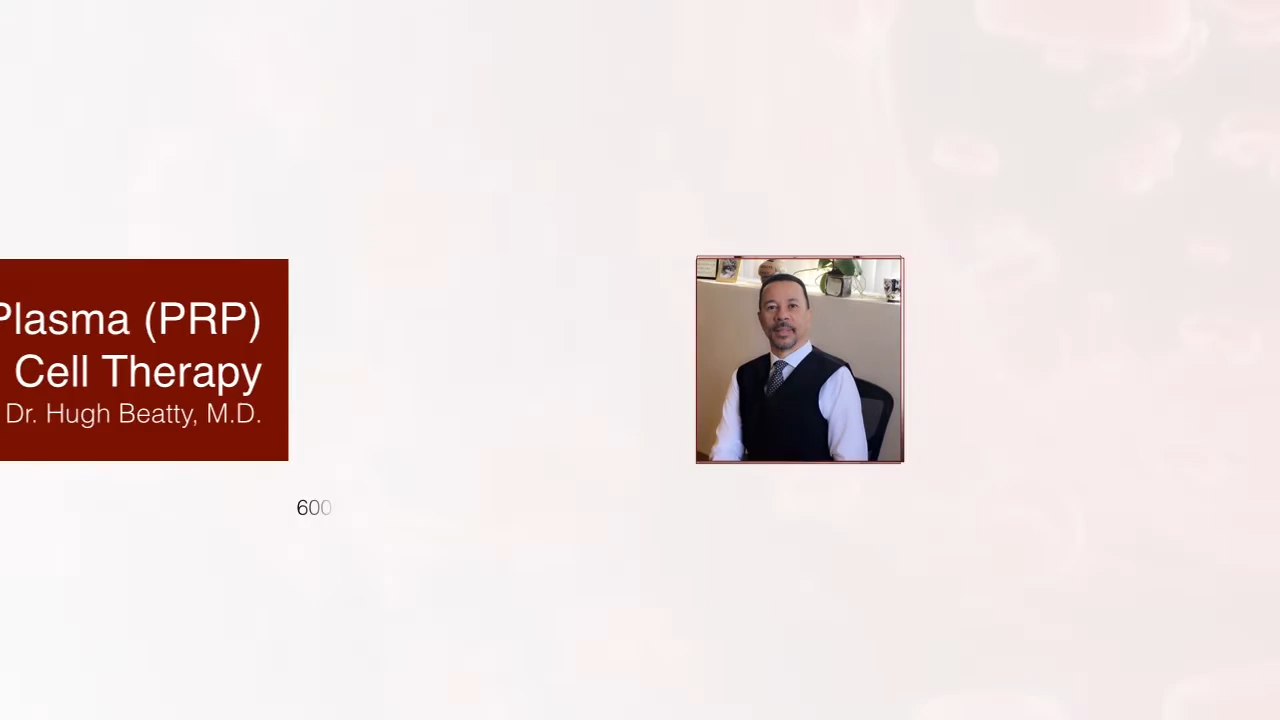 Plasma (PRP)
Cell Therapy
Dr. Hugh Beatty, M.D.
600